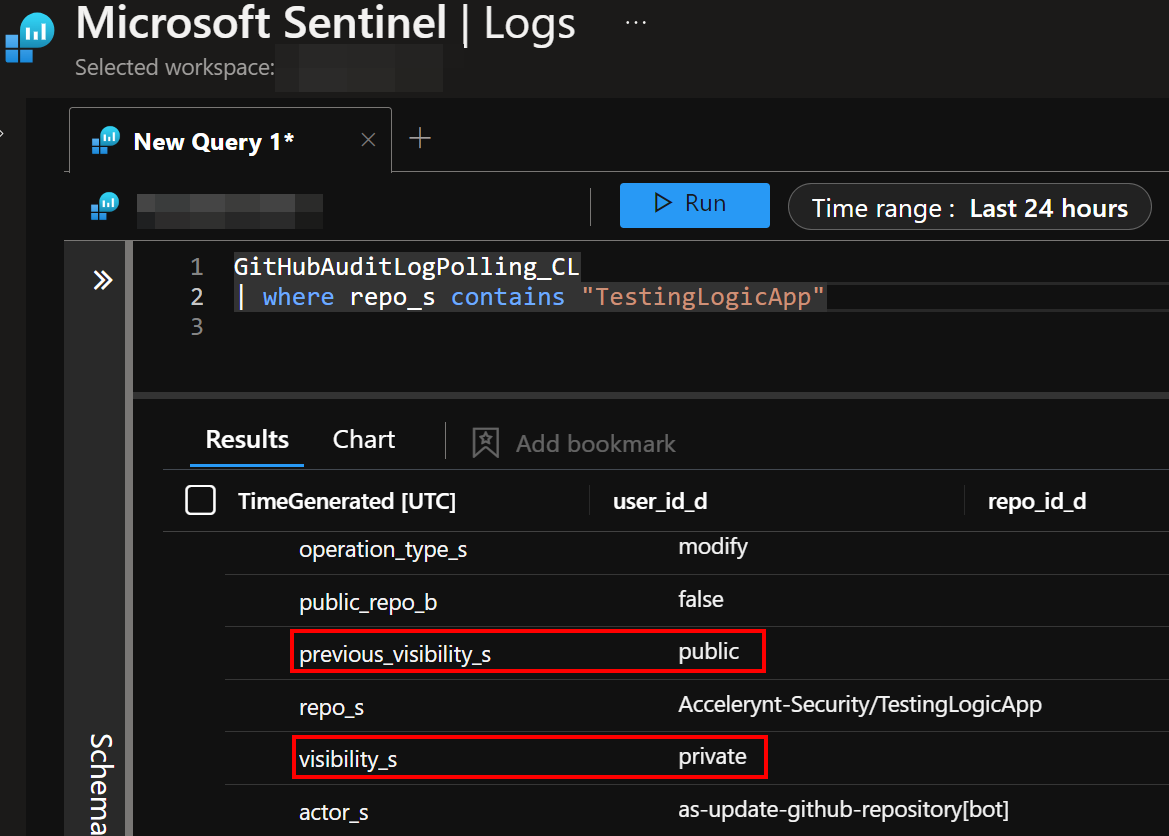 Microsoft Sentinel | Logs ...
Selected workspace:
New Query 1*
Run
Time range : Last 24 hours
1 GitHubAuditLogPolling_CL
2 | where repo_s contains "TestingLogicApp"
3
Results Chart Add bookmark
TimeGenerated [UTC] user_id_d repo_id_d
operation_type_s modify
public_repo_b false
previous_visibility_s public
repo_s Accelerynt-Security/TestingLogicApp
visibility_s private
actor_s as-update-github-repository[bot]
Schema